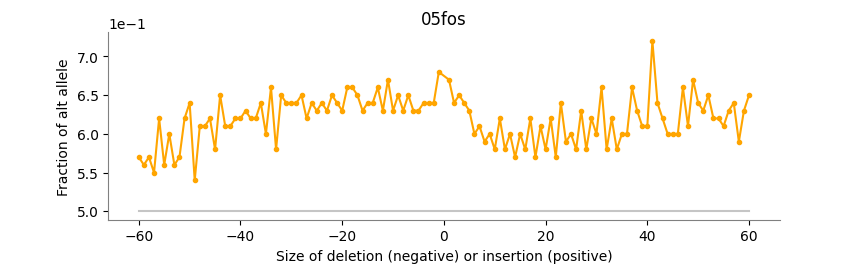 05fos
1e−1
7.0
6.5
6.0
5.5
5.0
Fraction of alt allele
−60 −40 −20 0 20 40 60
Size of deletion (negative) or insertion (positive)